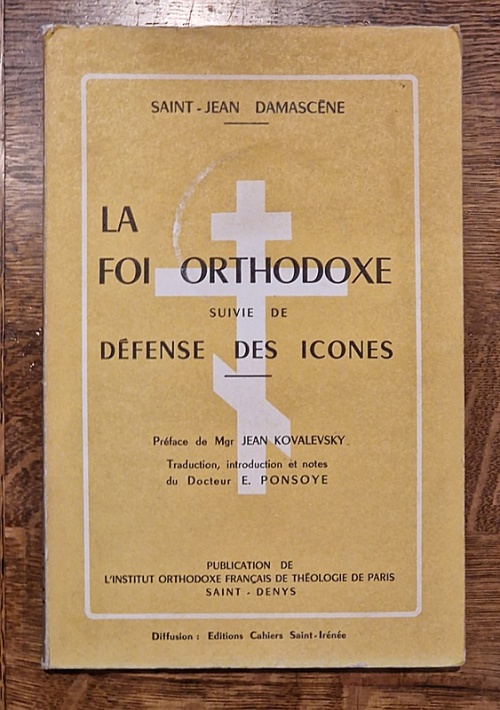 SAINT-JEAN DAMASCÈNE
LA
FOI ORTHODOXE
SUIVIE DE
DÉFENSE DES ICONES
Préface de Mgr JEAN KOVALEVSKY
Traduction, introduction et notes
du Docteur E. PONSOYE
PUBLICATION DE
L'INSTITUT ORTHODOXE FRANÇAIS DE THÉOLOGIE DE PARIS
SAINT-DENYS
Diffusion : Editions Cahiers Saint-Irénée